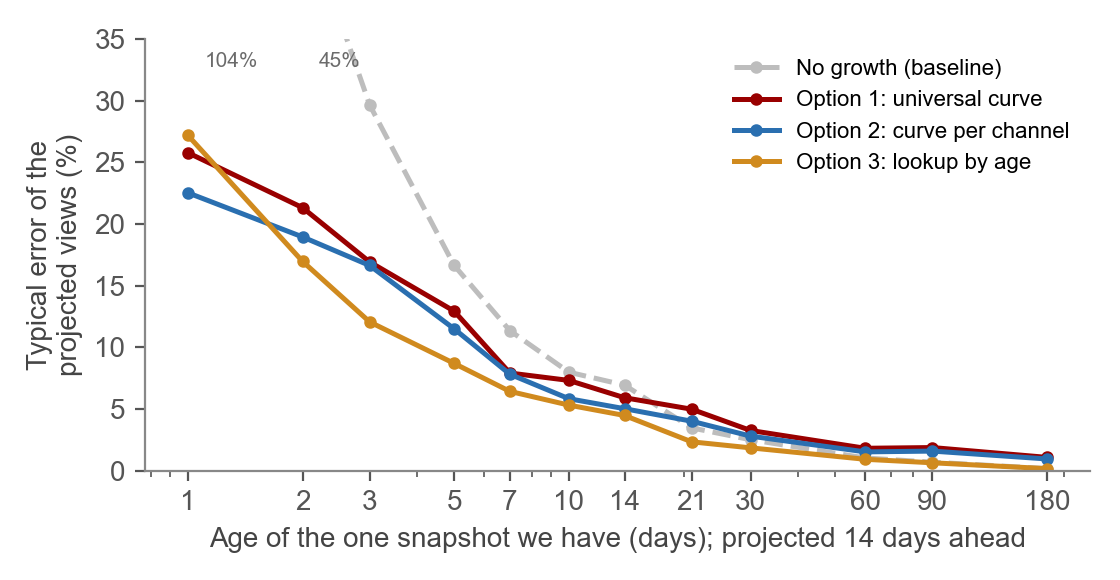 35
30
25
20
15
10
5
0
Typical error of the
projected views (%)
104%
45%
No growth (baseline)
Option 1: universal curve
Option 2: curve per channel
Option 3: lookup by age
1 2 3 5 7 10 14 21 30 60 90 180
Age of the one snapshot we have (days); projected 14 days ahead